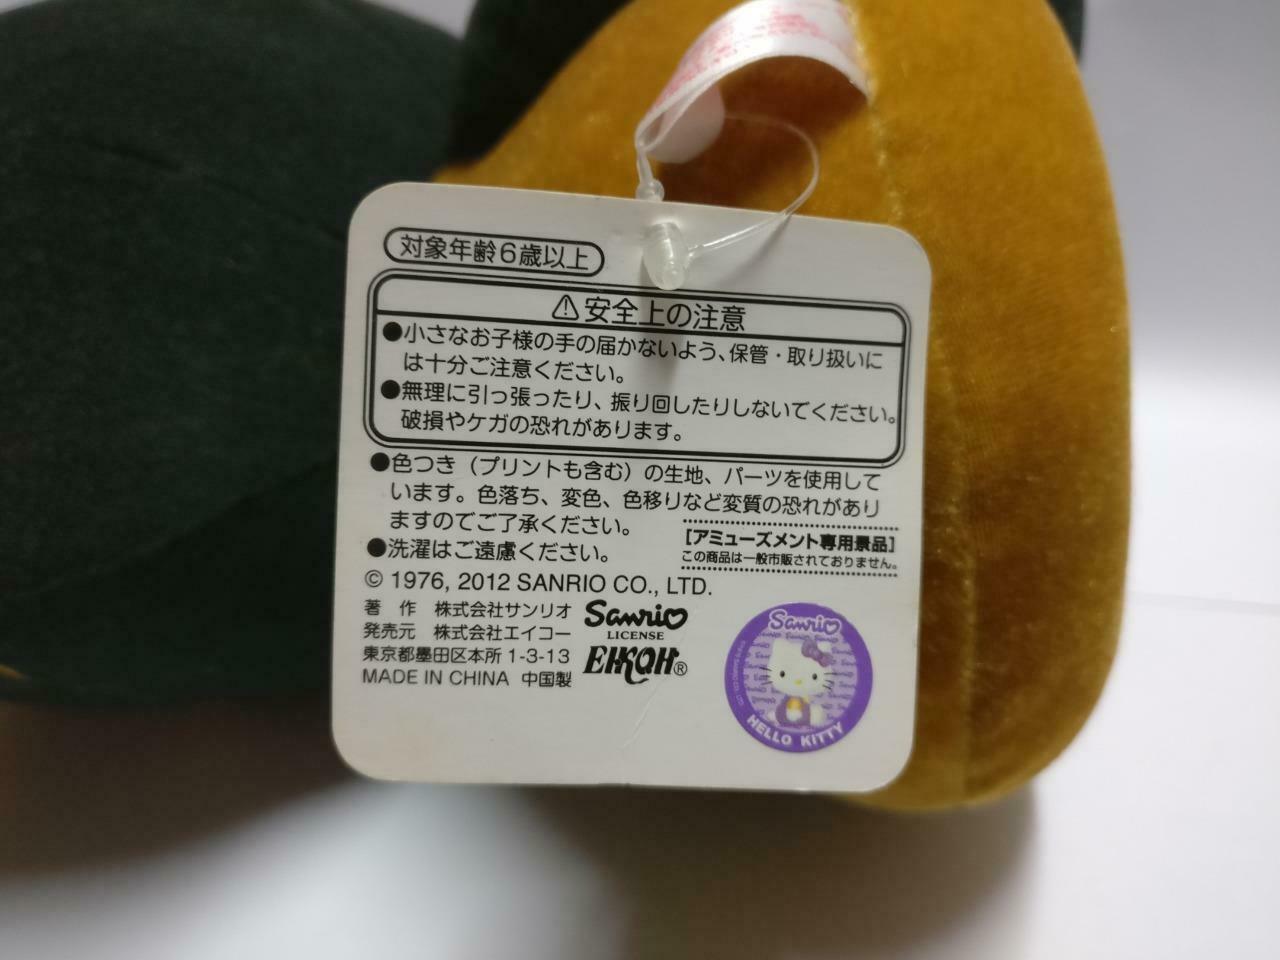 対象年齢6歳以上
⚠安全上の注意
●小さなお子様の手の届かないよう、保管・取り扱いに
は十分ご注意ください。
●無理に引っ張ったり、振り回したりしないでください。
破損やケガの恐れがあります。
●色つき（プリントも含む）の生地、パーツを使用して
います。色落ち、変色、色移りなど変質の恐れがあり
ますのでご了承ください。
●洗濯はご遠慮ください。
[アミューズメント専用景品]
この商品は一般市販されておりません。
© 1976, 2012 SANRIO CO., LTD.
著 作 株式会社サンリオ
発売元 株式会社エイコー
東京都墨田区本所 1-3-13
MADE IN CHINA 中国製
Sanrio
LICENSE
EIKOH®
Sanrio
HELLO KITTY